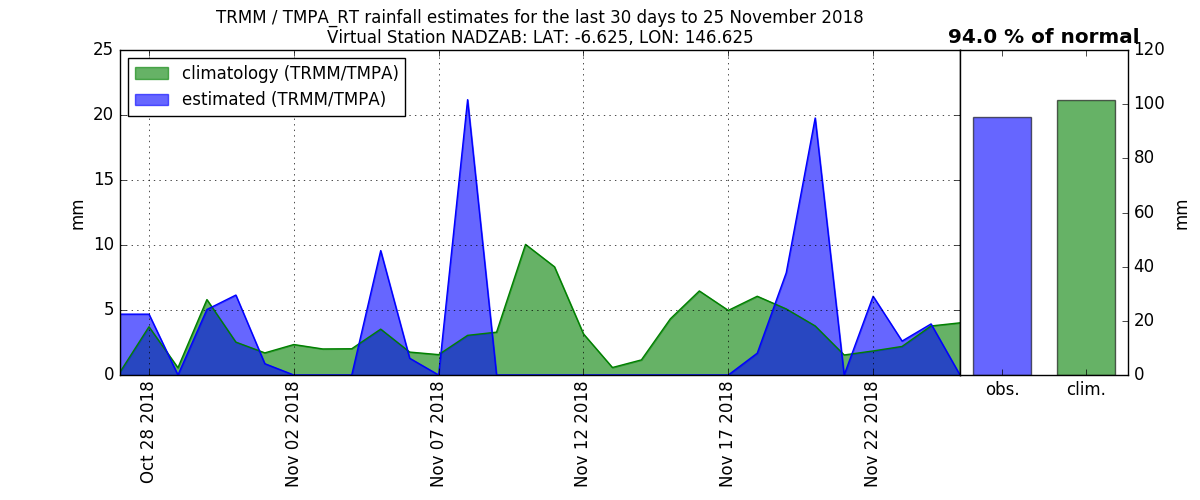 TRMM / TMPA_RT rainfall estimates for the last 30 days to 25 November 2018
Virtual Station NADZAB: LAT: -6.625, LON: 146.625
94.0 % of normal
climatology (TRMM/TMPA)
estimated (TRMM/TMPA)
25
20
15
10
5
0
mm
Oct 28 2018
Nov 02 2018
Nov 07 2018
Nov 12 2018
Nov 17 2018
Nov 22 2018
obs.
clim.
120
100
80
60
40
20
0
mm